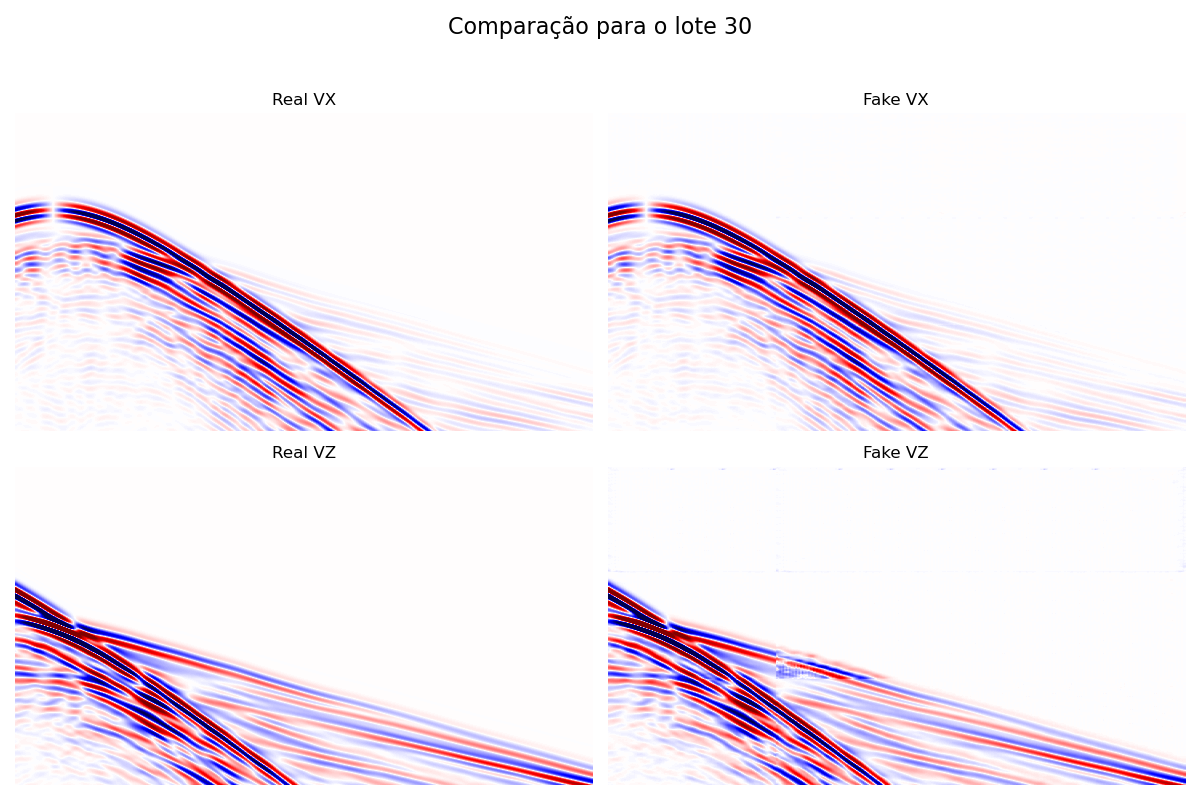 Comparação para o lote 30
Real VX
Fake VX
Real VZ
Fake VZ